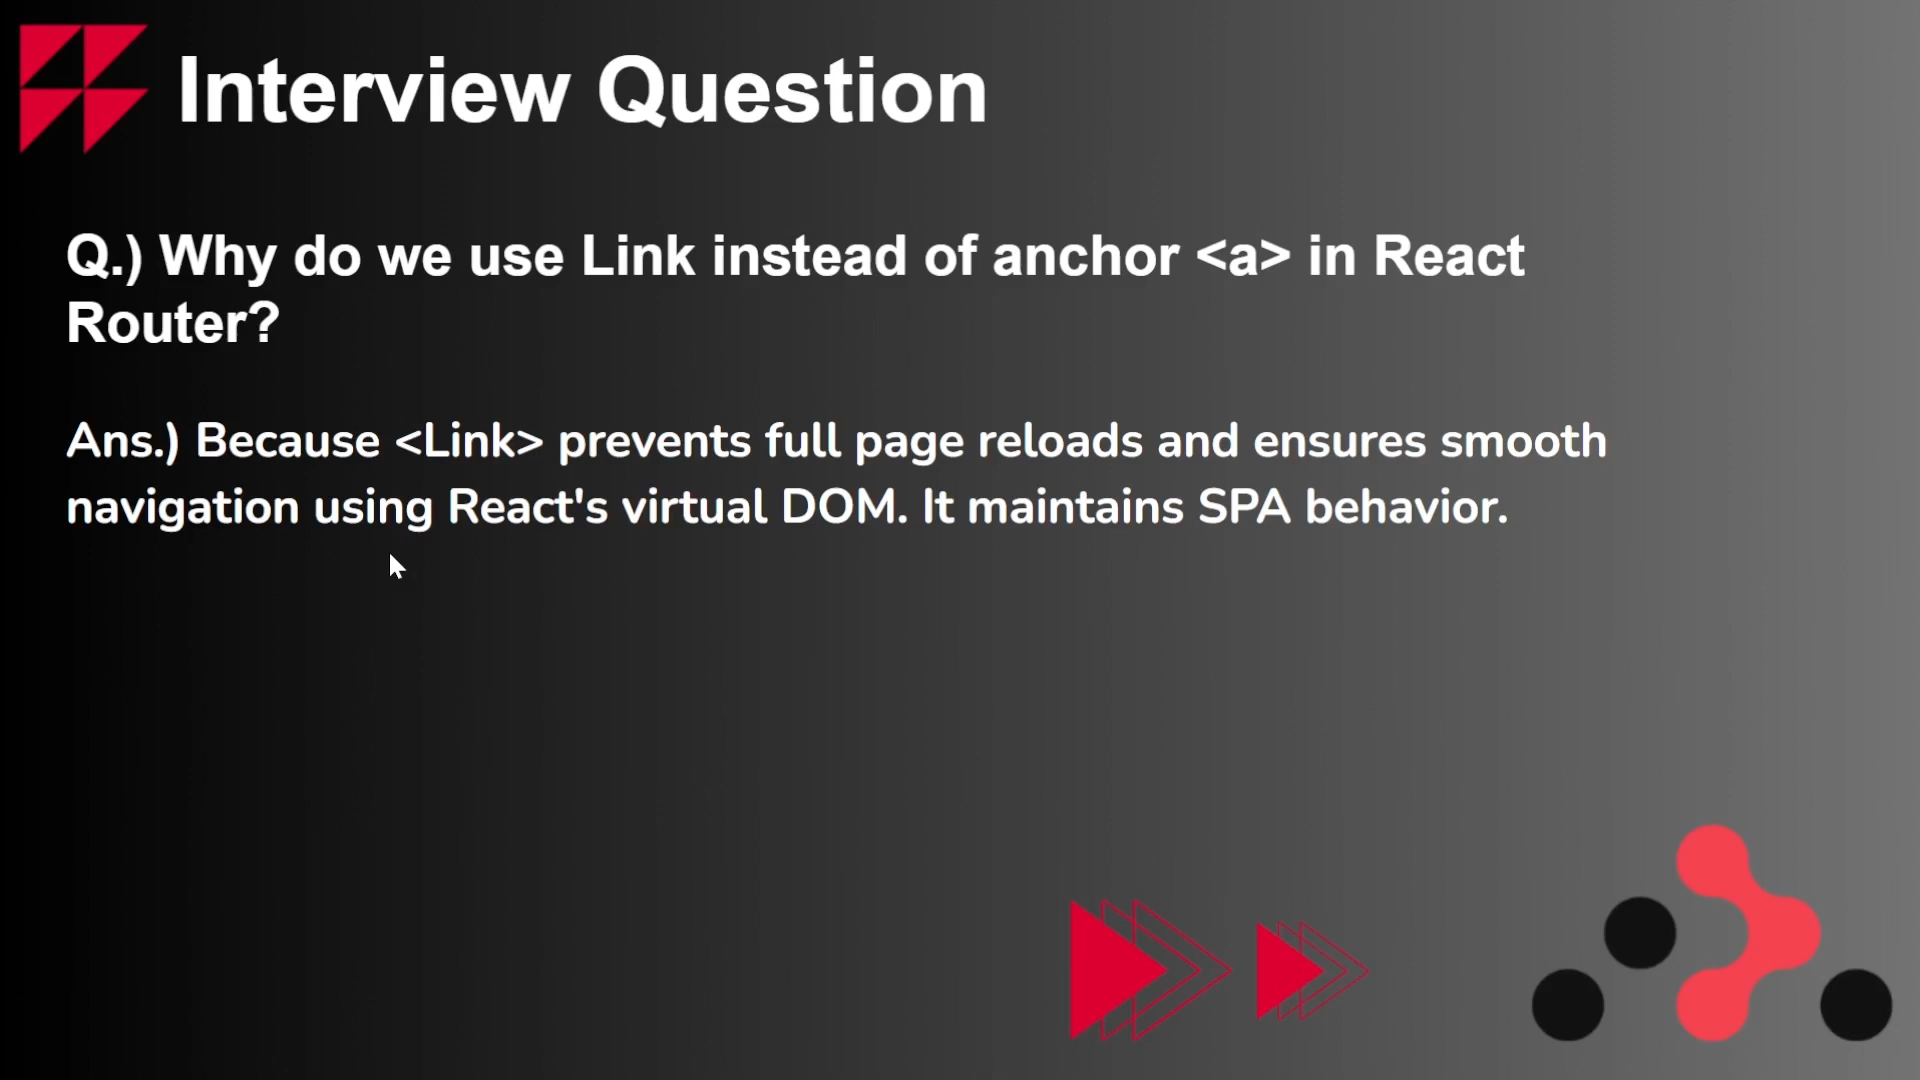 Interview Question
Q.) Why do we use Link instead of anchor <a> in React
Router?
Ans.) Because <Link> prevents full page reloads and ensures smooth
navigation using React's virtual DOM. It maintains SPA behavior.